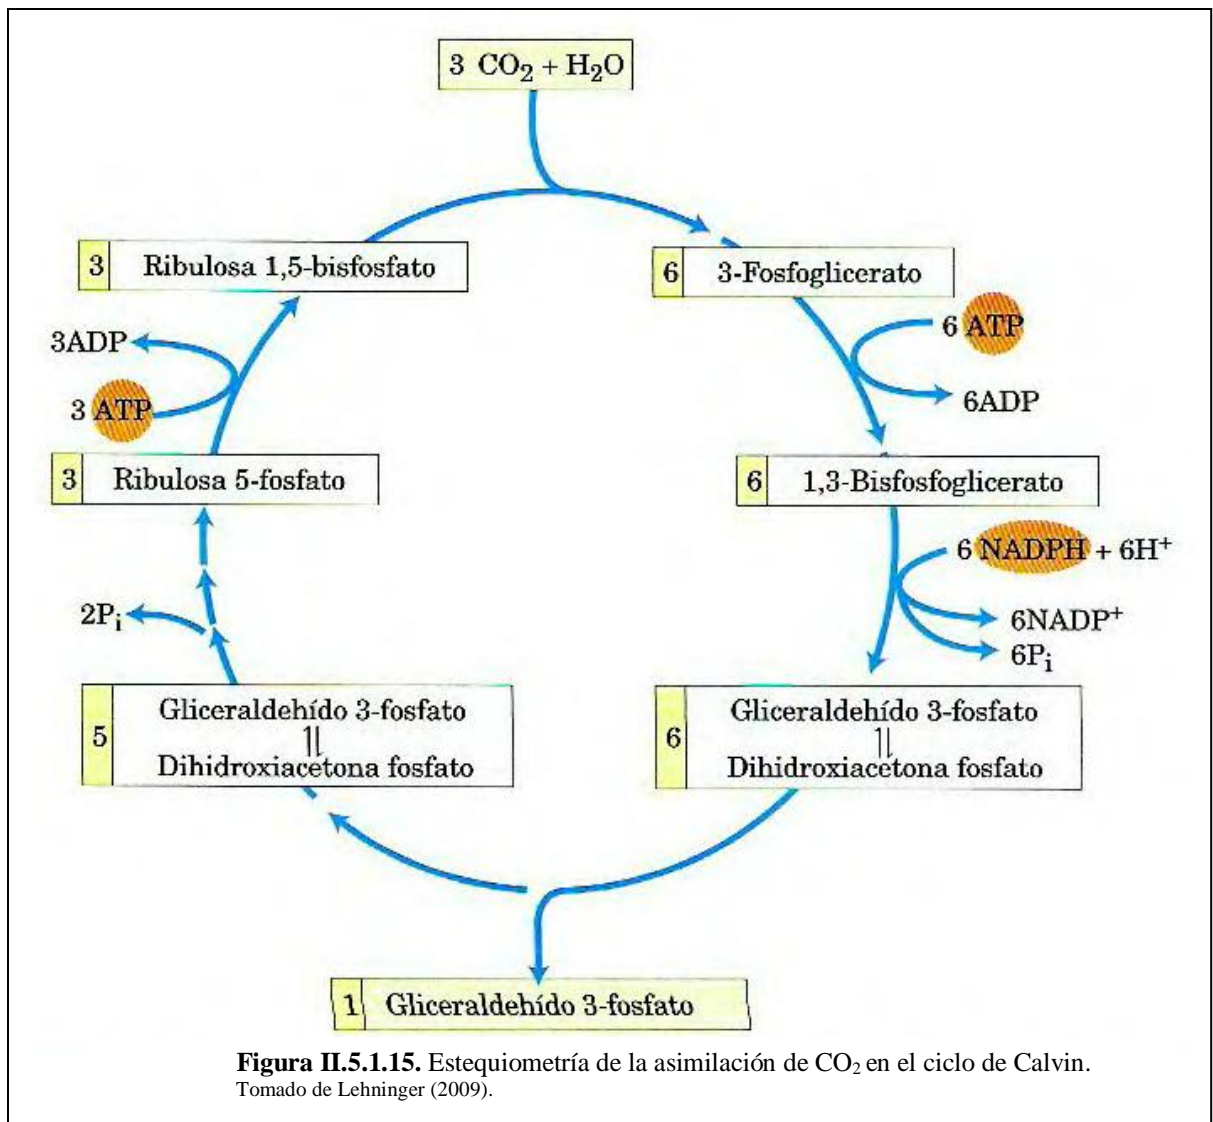 3 CO₂ + H₂O
3 Ribulosa 1,5-bisfosfato
6 3-Fosfoglicerato
3ADP
3 ATP
6 ATP
6ADP
3 Ribulosa 5-fosfato
6 1,3-Bisfosfoglicerato
6 NADPH + 6H⁺
2Pᵢ
6NADP⁺
6Pᵢ
5
Gliceraldehído 3-fosfato
⥮
Dihidroxiacetona fosfato
6
Gliceraldehído 3-fosfato
⥮
Dihidroxiacetona fosfato
1 Gliceraldehído 3-fosfato
Figura II.5.1.15. Estequiometría de la asimilación de CO₂ en el ciclo de Calvin.
Tomado de Lehninger (2009).